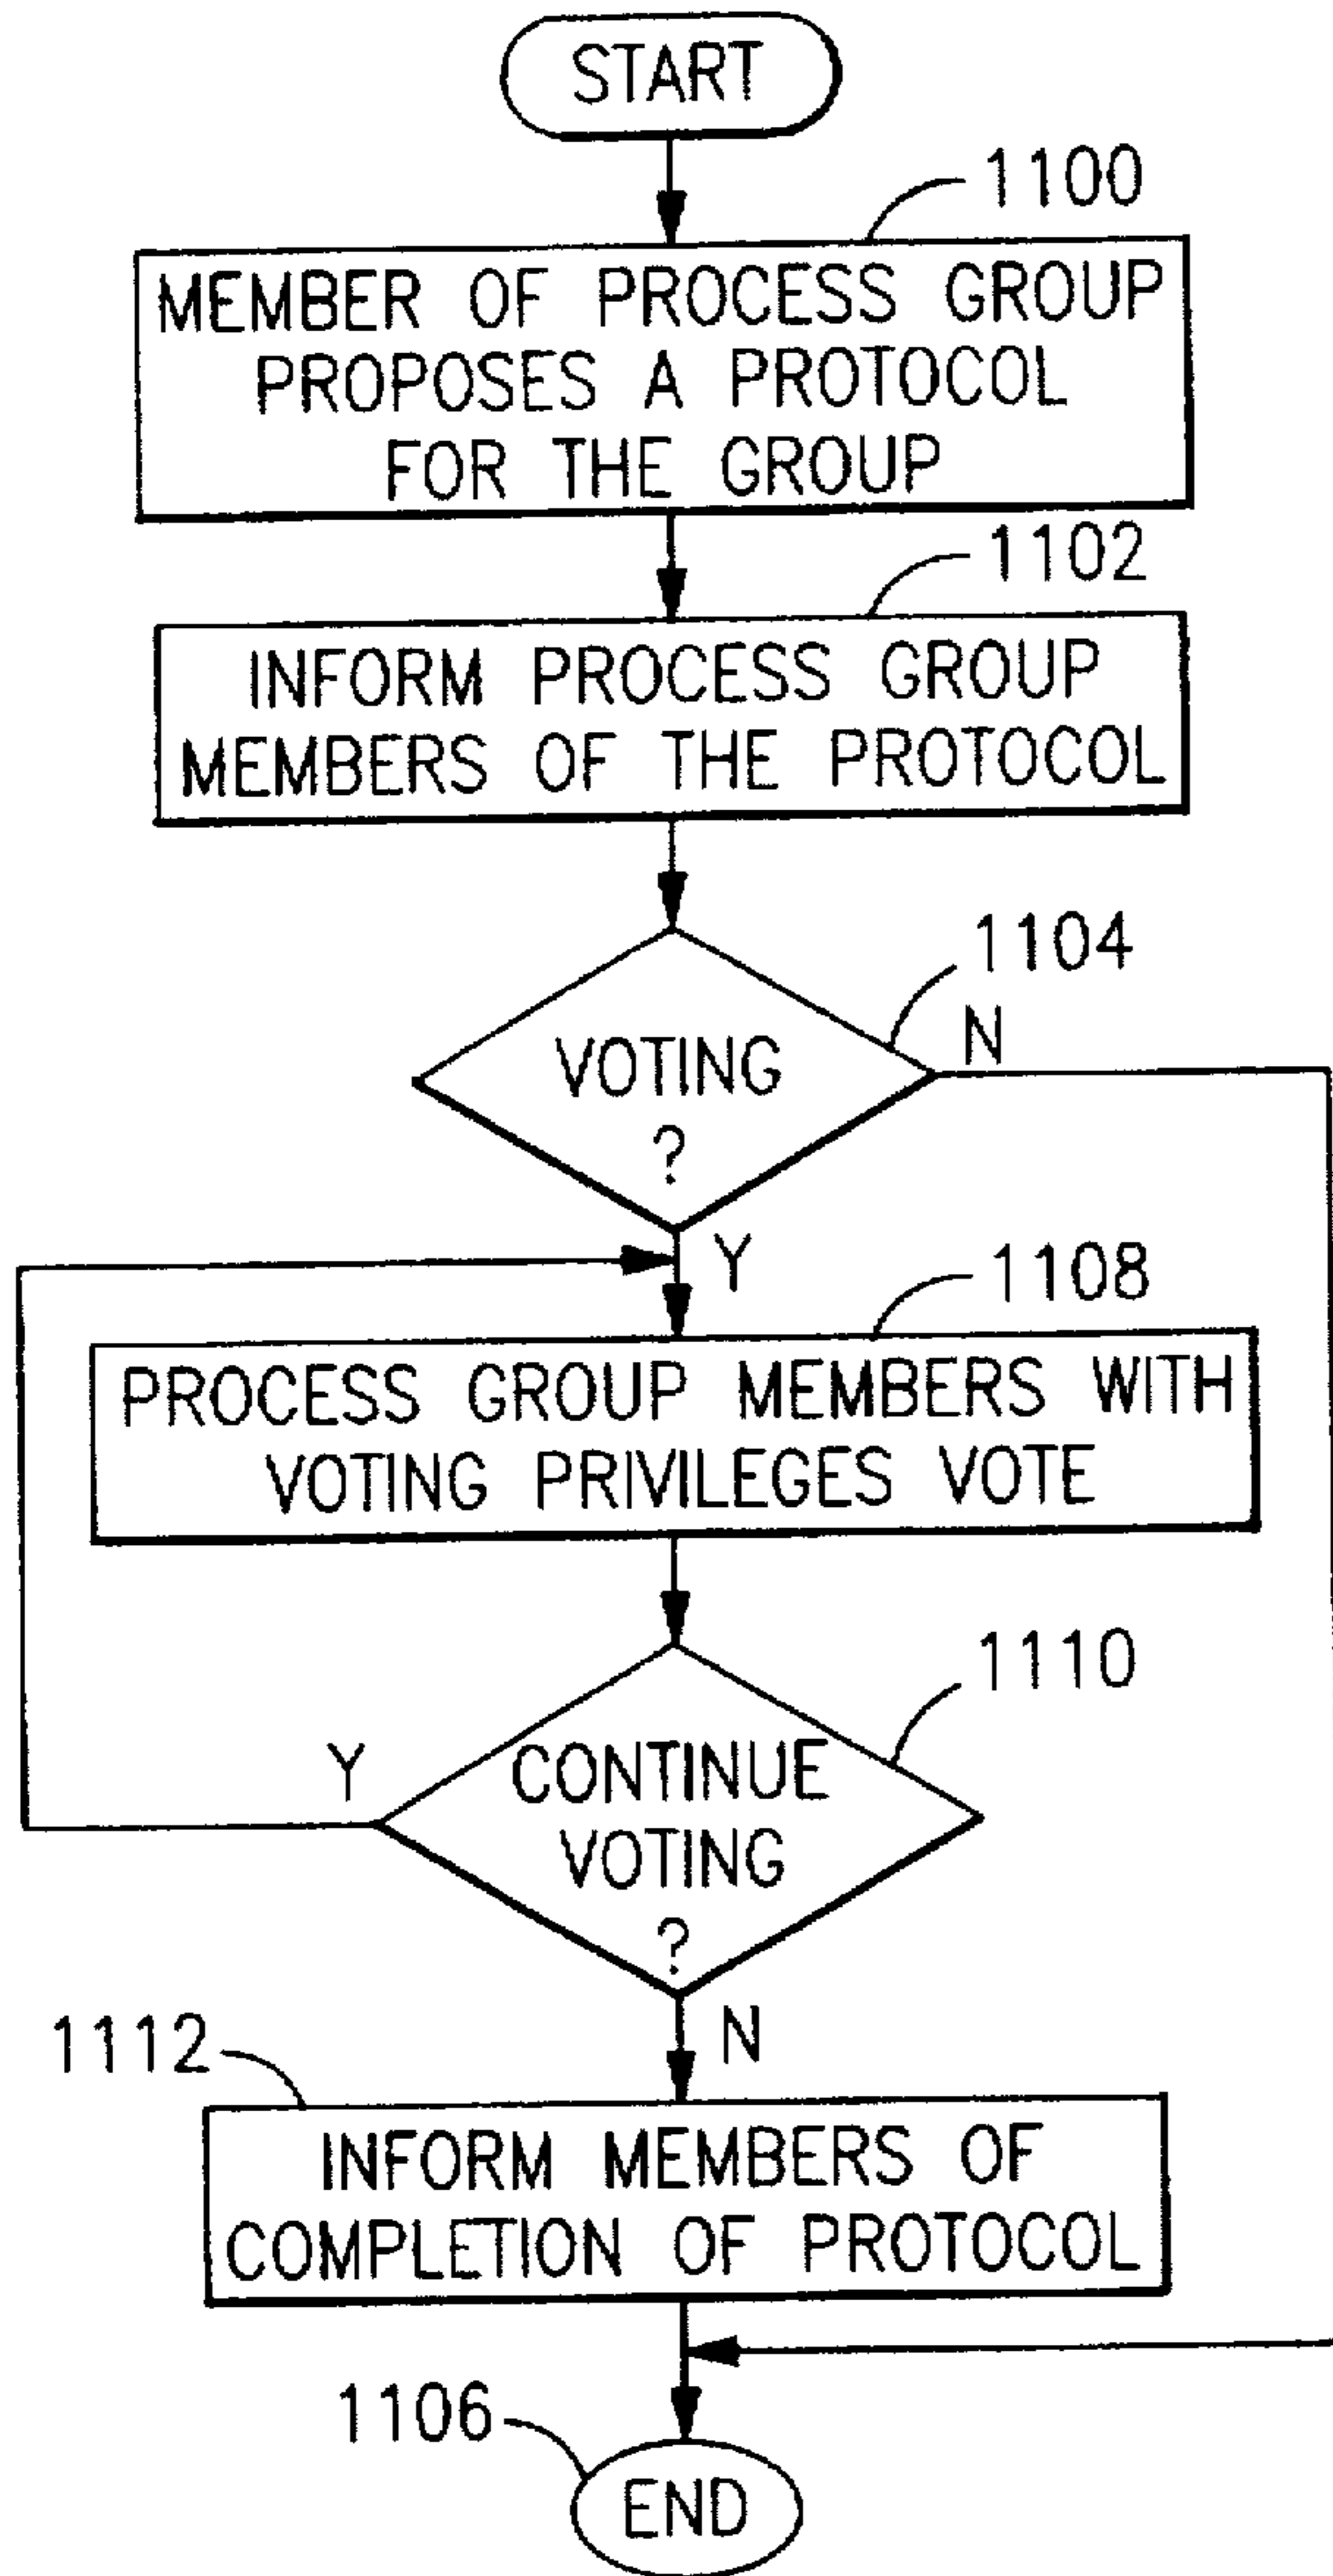 START
1100
MEMBER OF PROCESS GROUP
PROPOSES A PROTOCOL
FOR THE GROUP
1102
INFORM PROCESS GROUP
MEMBERS OF THE PROTOCOL
1104
N
VOTING
?
Y
1108
PROCESS GROUP MEMBERS WITH
VOTING PRIVILEGES VOTE
1110
Y
CONTINUE
VOTING
?
N
1112
INFORM MEMBERS OF
COMPLETION OF PROTOCOL
1106
END